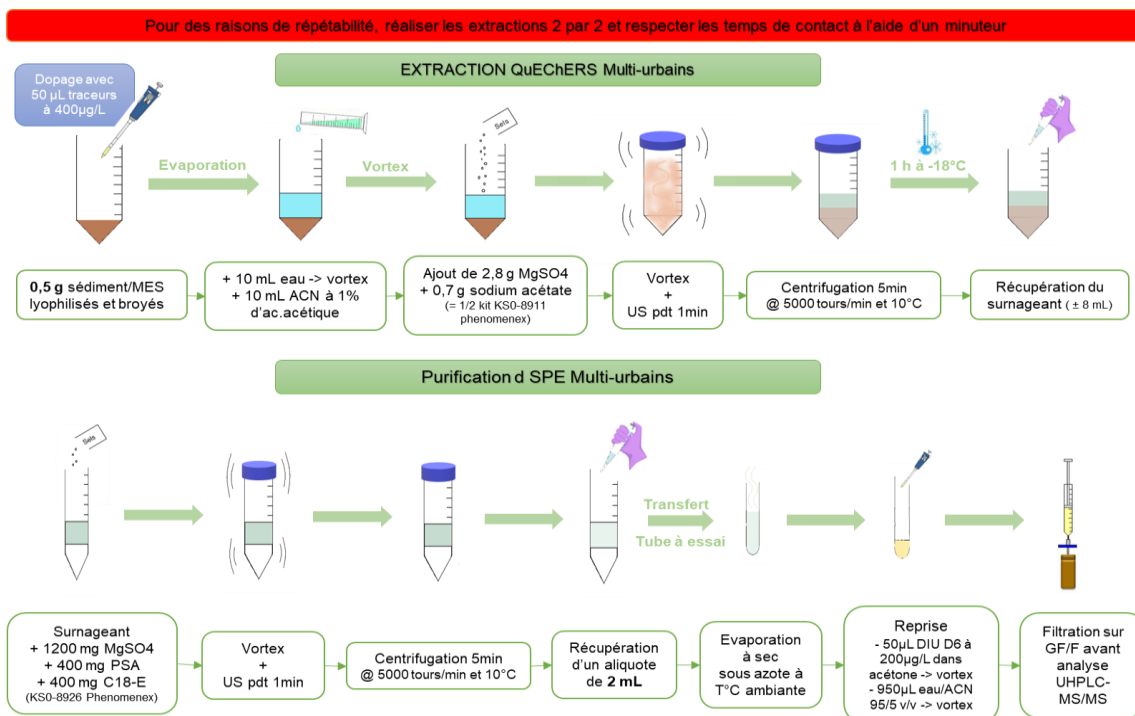 Pour des raisons de répétabilité, réaliser les extractions 2 par 2 et respecter les temps de contact à l'aide d'un minuteur
EXTRACTION QuEChERS Multi-urbains
Dopage avec
50 µL traceurs
à 400µg/L
Evaporation
Vortex
Sels
1 h à -18°C
0,5 g sédiment/MES
lyophilisés et broyés
+ 10 mL eau -> vortex
+ 10 mL ACN à 1%
d'ac.acétique
Ajout de 2,8 g MgSO4
+ 0,7 g sodium acétate
(= 1/2 kit KS0-8911
phenomenex)
Vortex
+
US pdt 1min
Centrifugation 5min
@ 5000 tours/min et 10°C
Récupération du
surnageant ( ± 8 mL)
Purification d SPE Multi-urbains
Sels
Transfert
Tube à essai
Surnageant
+ 1200 mg MgSO4
+ 400 mg PSA
+ 400 mg C18-E
(KS0-8926 Phenomenex)
Vortex
+
US pdt 1min
Centrifugation 5min
@ 5000 tours/min et 10°C
Récupération
d'un aliquote
de 2 mL
Evaporation
à sec
sous azote à
T°C ambiante
Reprise
- 50µL DIU D6 à
200µg/L dans
acétone -> vortex
- 950µL eau/ACN
95/5 v/v -> vortex
Filtration sur
GF/F avant
analyse
UHPLC-
MS/MS